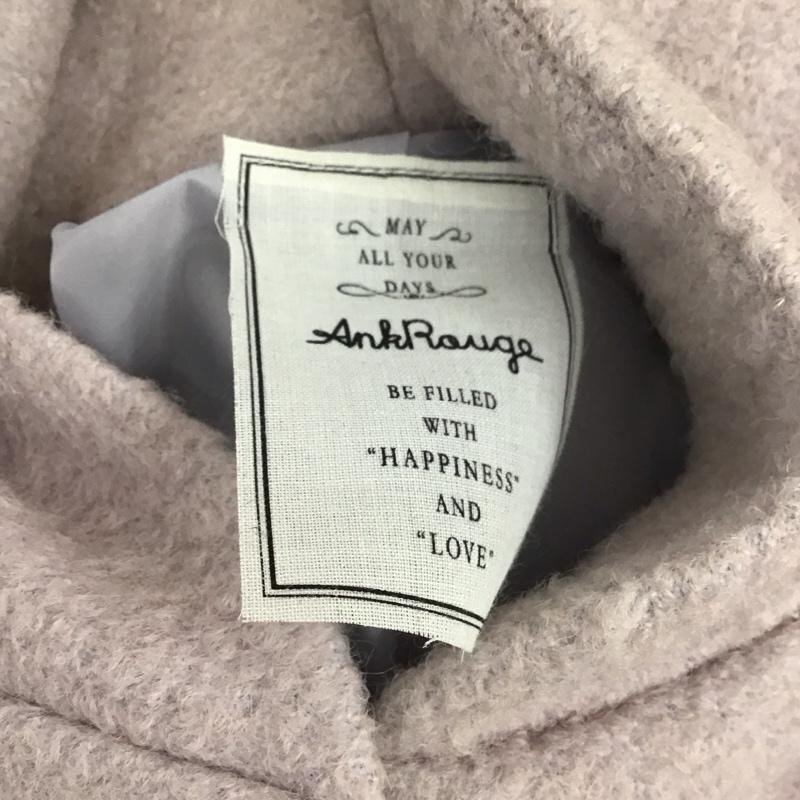 MAY
ALL YOUR
DAYS
AnkRouge
BE FILLED
WITH
"HAPPINESS"
AND
"LOVE"